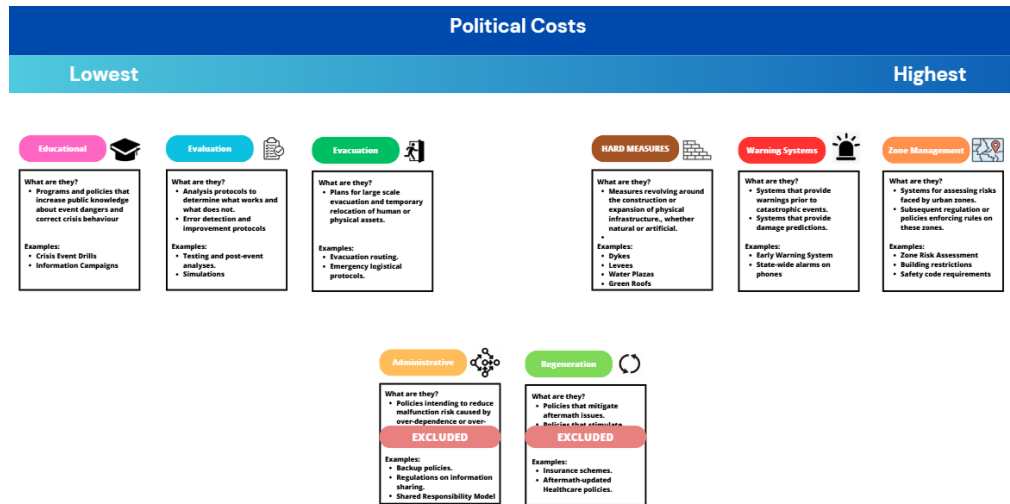 Political Costs
Lowest
Highest
Educational
What are they?
• Programs and policies that
increase public knowledge
about event dangers and
correct crisis behaviour
Examples:
• Crisis Event Drills
• Information Campaigns
Evaluation
What are they?
• Analysis protocols to
determine what works and
what does not.
• Error detection and
improvement protocols
Examples:
• Testing and post-event
analyses.
• Simulations
Evacuation
What are they?
• Plans for large scale
evacuation and temporary
relocation of human or
physical assets.
Examples:
• Evacuation routing.
• Emergency logistical
protocols.
HARD MEASURES
What are they?
• Measures revolving around
the construction or
expansion of physical
infrastructure., whether
natural or artificial.
•
Examples:
• Dykes
• Levees
• Water Plazas
• Green Roofs
Warning Systems
What are they?
• Systems that provide
warnings prior to
catastrophic events.
• Systems that provide
damage predictions.
Examples:
• Early Warning System
• State-wide alarms on
phones
Zone Management
What are they?
• Systems for assessing risks
faced by urban zones.
• Subsequent regulation or
policies enforcing rules on
these zones.
Examples:
• Zone Risk Assessment
• Building restrictions
• Safety code requirements
Administrative
What are they?
• Policies intending to reduce
malfunction risk caused by
over-dependence or over-
EXCLUDED
Examples:
• Backup policies.
• Regulations on information
sharing.
• Shared Responsibility Model
Regeneration
What are they?
• Policies that mitigate
aftermath issues.
• Policies that stimulate
EXCLUDED
Examples:
• Insurance schemes.
• Aftermath-updated
Healthcare policies.